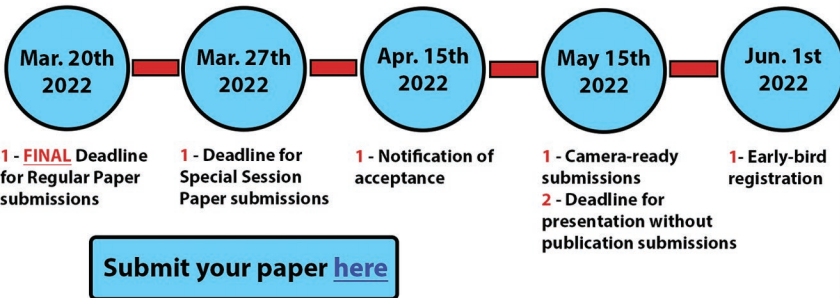 Mar. 20th
2022
Mar. 27th
2022
Apr. 15th
2022
May 15th
2022
Jun. 1st
2022
1 - FINAL Deadline
for Regular Paper
submissions
1 - Deadline for
Special Session
Paper submissions
1 - Notification of
acceptance
1 - Camera-ready
submissions
2 - Deadline for
presentation without
publication submissions
1- Early-bird
registration
Submit your paper here